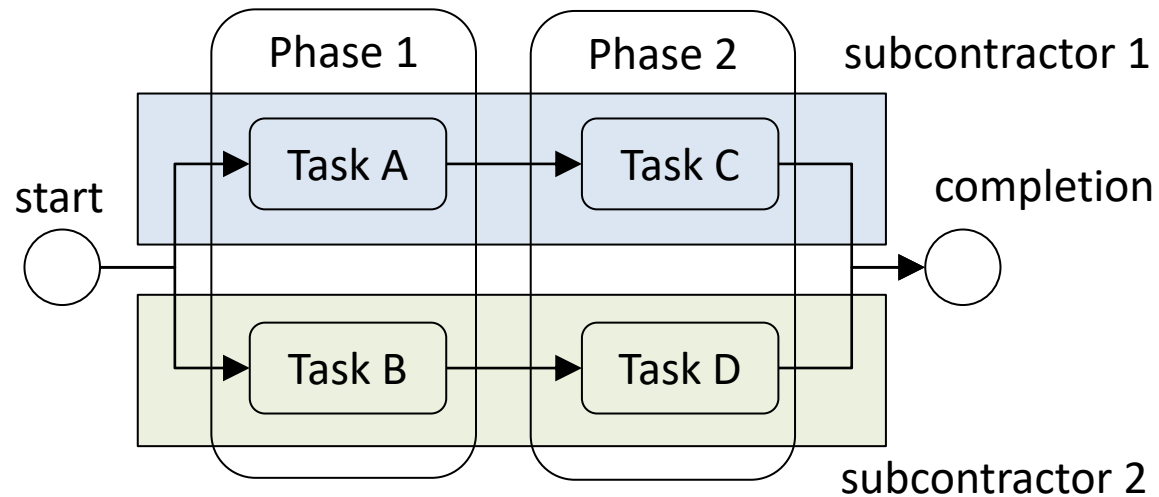 Phase 1
Phase 2
subcontractor 1
Task A
Task C
start
completion
Task B
Task D
subcontractor 2